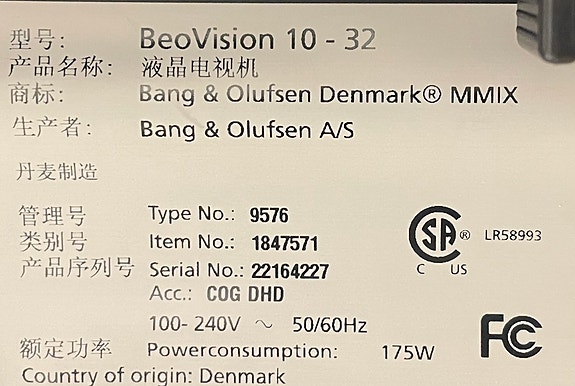 型号: BeoVision 10 - 32
产品名称: 液晶电视机
商标: Bang & Olufsen Denmark® MMIX
生产者: Bang & Olufsen A/S
丹麦制造
管理号 Type No.: 9576
类别号 Item No.: 1847571
产品序列号 Serial No.: 22164227
Acc.: COG DHD
SA ® LR58993
C US
100- 240V ~ 50/60Hz
额定功率 Powerconsumption: 175W
FC
Country of origin: Denmark